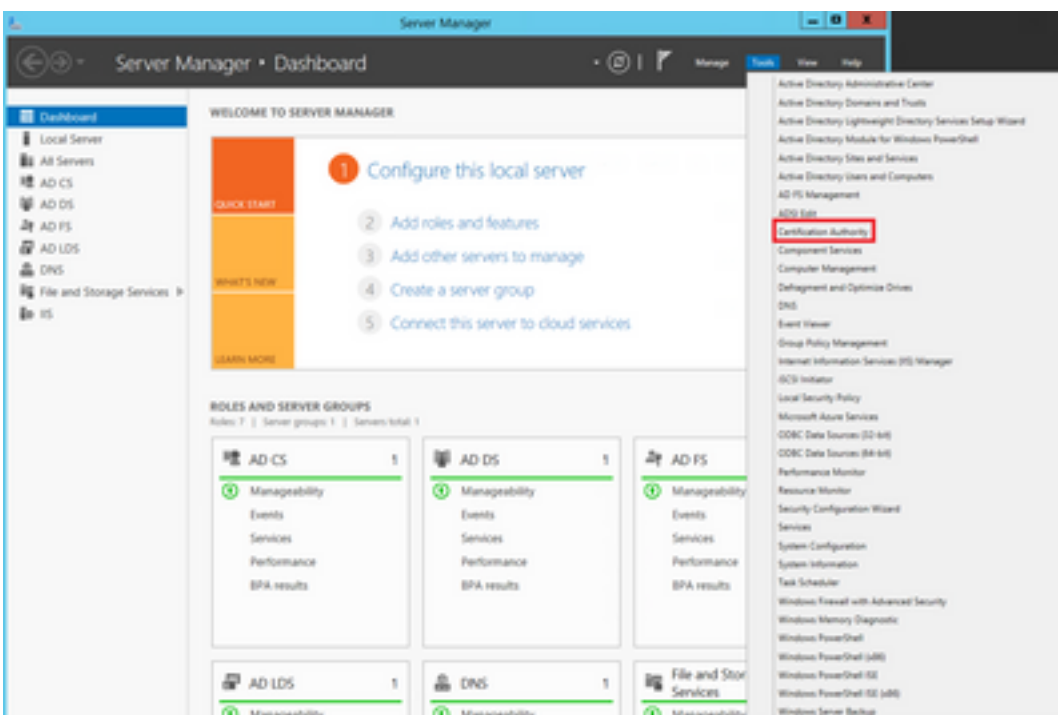 Server Manager
Server Manager • Dashboard
Manage Tools View Help
Dashboard
Local Server
All Servers
AD CS
AD DS
AD FS
AD LDS
DNS
File and Storage Services
IIS
WELCOME TO SERVER MANAGER
QUICK START
WHAT'S NEW
LEARN MORE
1 Configure this local server
2 Add roles and features
3 Add other servers to manage
4 Create a server group
5 Connect this server to cloud services
ROLES AND SERVER GROUPS
Roles: 7 | Server groups: 1 | Servers total: 1
AD CS 1
Manageability
Events
Services
Performance
BPA results
AD DS 1
Manageability
Events
Services
Performance
BPA results
AD FS
Manageability
Events
Services
Performance
BPA results
AD LDS 1
Manageability
DNS 1
Manageability
File and Stor
Services
Manageability
Active Directory Administrative Center
Active Directory Domains and Trusts
Active Directory Lightweight Directory Services Setup Wizard
Active Directory Module for Windows PowerShell
Active Directory Sites and Services
Active Directory Users and Computers
AD FS Management
ADSI Edit
Certification Authority
Component Services
Computer Management
Defragment and Optimize Drives
DNS
Event Viewer
Group Policy Management
Internet Information Services (IIS) Manager
iSCSI Initiator
Local Security Policy
Microsoft Azure Services
ODBC Data Sources (32-bit)
ODBC Data Sources (64-bit)
Performance Monitor
Resource Monitor
Security Configuration Wizard
Services
System Configuration
System Information
Task Scheduler
Windows Firewall with Advanced Security
Windows Memory Diagnostic
Windows PowerShell
Windows PowerShell (x86)
Windows PowerShell ISE
Windows PowerShell ISE (x86)
Windows Server Backup